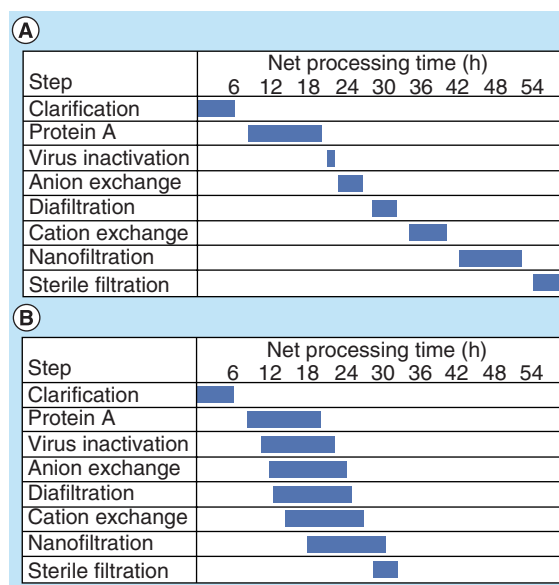 A
Net processing time (h)
Step 6 12 18 24 30 36 42 48 54
Clarification
Protein A
Virus inactivation
Anion exchange
Diafiltration
Cation exchange
Nanofiltration
Sterile filtration
B
Net processing time (h)
Step 6 12 18 24 30 36 42 48 54
Clarification
Protein A
Virus inactivation
Anion exchange
Diafiltration
Cation exchange
Nanofiltration
Sterile filtration